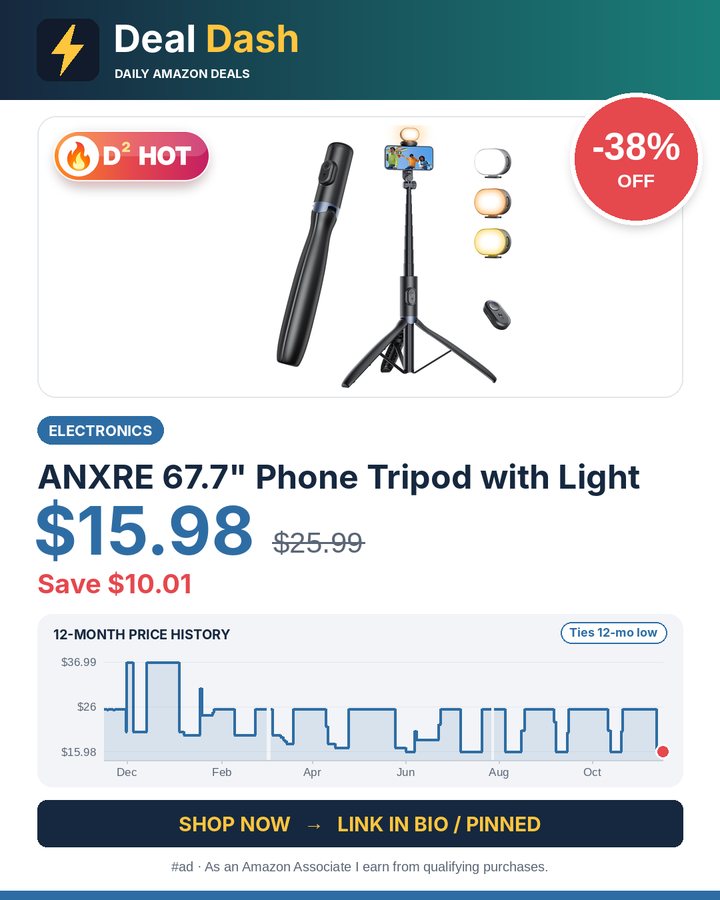 Deal Dash
DAILY AMAZON DEALS
D² HOT
-38%
OFF
ELECTRONICS
ANXRE 67.7" Phone Tripod with Light
$15.98 $25.99
Save $10.01
12-MONTH PRICE HISTORY
Ties 12-mo low
$36.99
$26
$15.98
Dec Feb Apr Jun Aug Oct
SHOP NOW → LINK IN BIO / PINNED
#ad · As an Amazon Associate I earn from qualifying purchases.